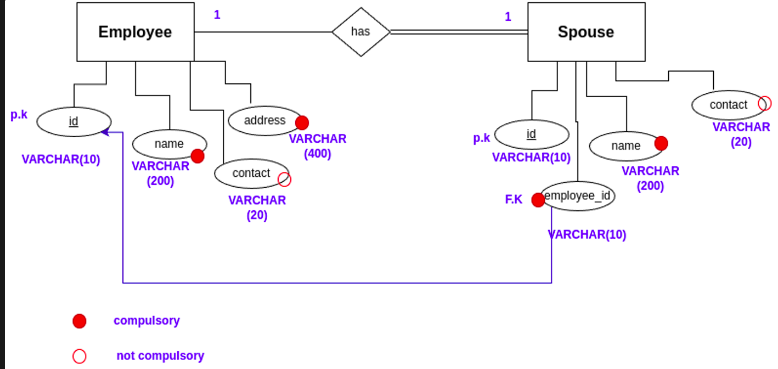 1
1
Employee
has
Spouse
p.k
id
VARCHAR(10)
name
VARCHAR
(200)
address
VARCHAR
(400)
contact
VARCHAR
(20)
p.k
id
VARCHAR(10)
name
VARCHAR
(200)
contact
VARCHAR
(20)
F.K
employee_id
VARCHAR(10)
compulsory
not compulsory